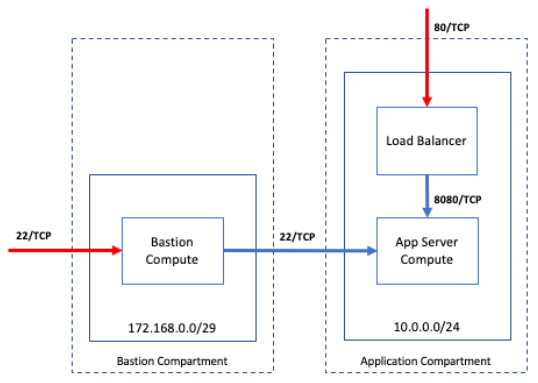 80/TCP
Load Balancer
8080/TCP
22/TCP
Bastion
Compute
22/TCP
App Server
Compute
172.168.0.0/29
10.0.0.0/24
Bastion Compartment
Application Compartment